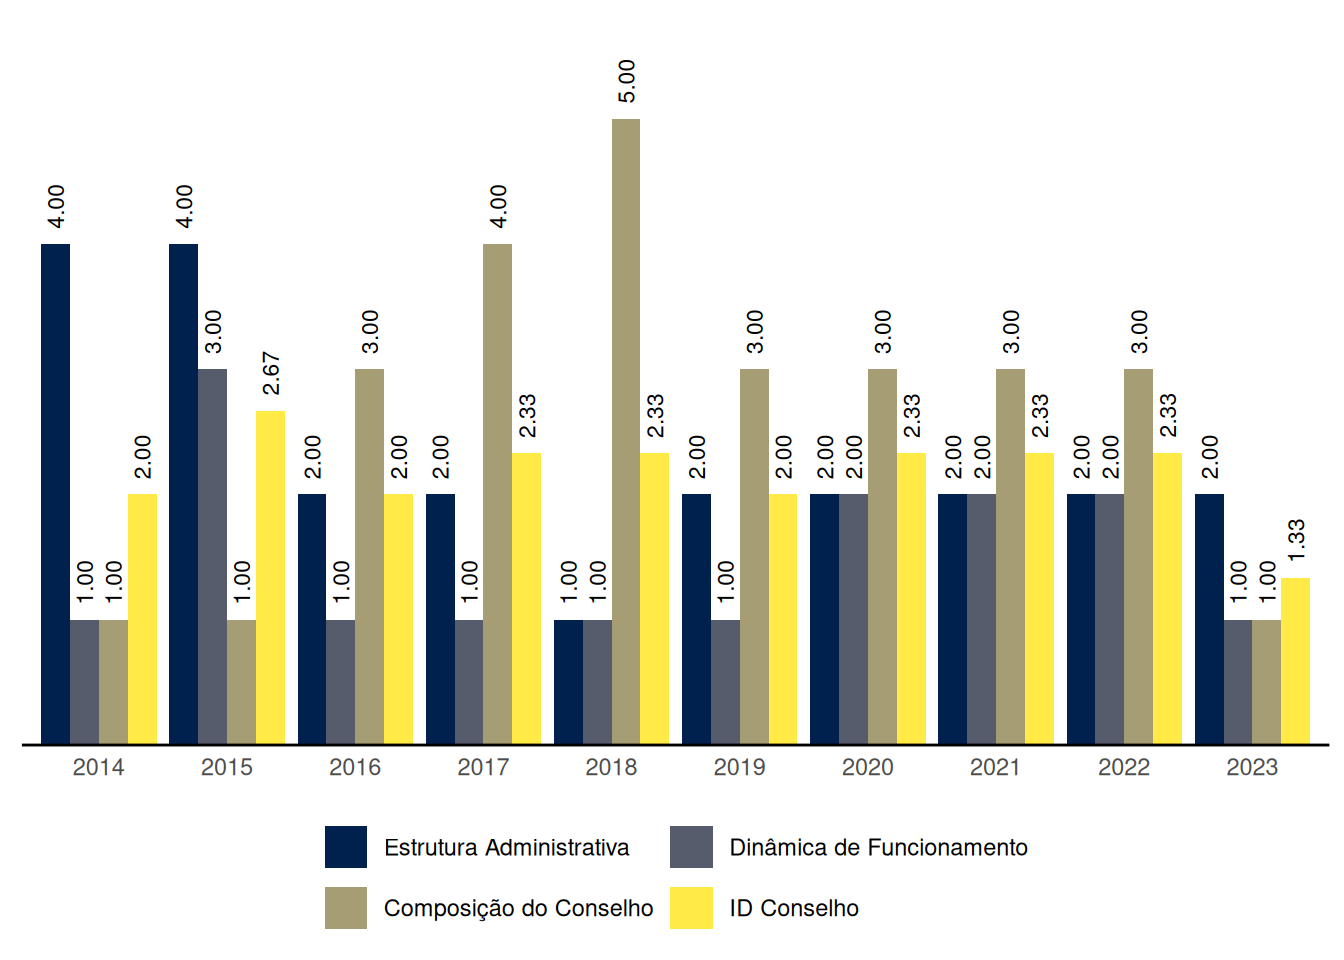 4.00 1.00 1.00 2.00 4.00 3.00 1.00 2.67 2.00 1.00 3.00 2.00 2.00 1.00 4.00 2.33 1.00 1.00 5.00 2.33 2.00 1.00 3.00 2.00 2.00 2.00 3.00 2.33 2.00 2.00 3.00 2.33 2.00 2.00 3.00 2.33 2.00 1.00 1.00 1.33
2014 2015 2016 2017 2018 2019 2020 2021 2022 2023
Estrutura Administrativa Dinâmica de Funcionamento
Composição do Conselho ID Conselho